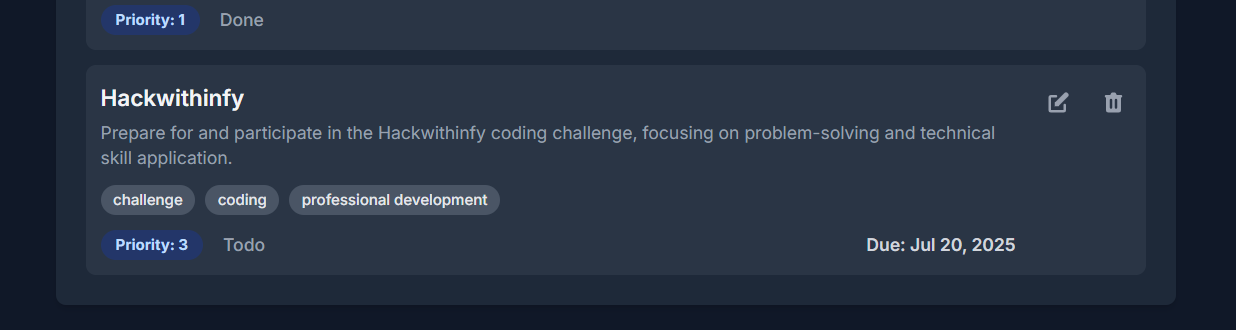 Priority: 1 Done
Hackwithinfy
Prepare for and participate in the Hackwithinfy coding challenge, focusing on problem-solving and technical
skill application.
challenge coding professional development
Priority: 3 Todo Due: Jul 20, 2025